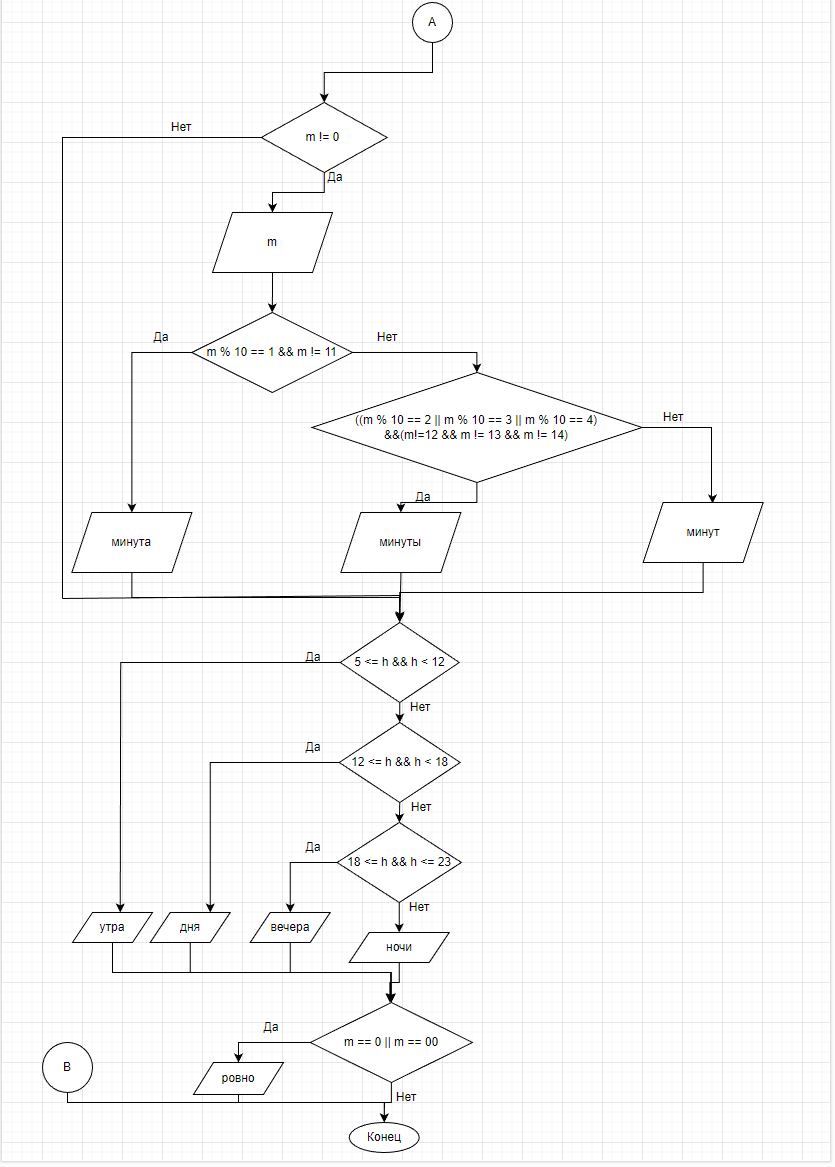 A
Нет
m != 0
Да
m
Да
Нет
m % 10 == 1 && m != 11
((m % 10 == 2 || m % 10 == 3 || m % 10 == 4)
&&(m!=12 && m != 13 && m != 14)
Нет
Да
минута
минуты
минут
Да
5 <= h && h < 12
Нет
Да
12 <= h && h < 18
Нет
Да
18 <= h && h <= 23
Нет
утра
дня
вечера
ночи
Да
m == 0 || m == 00
B
ровно
Нет
Конец